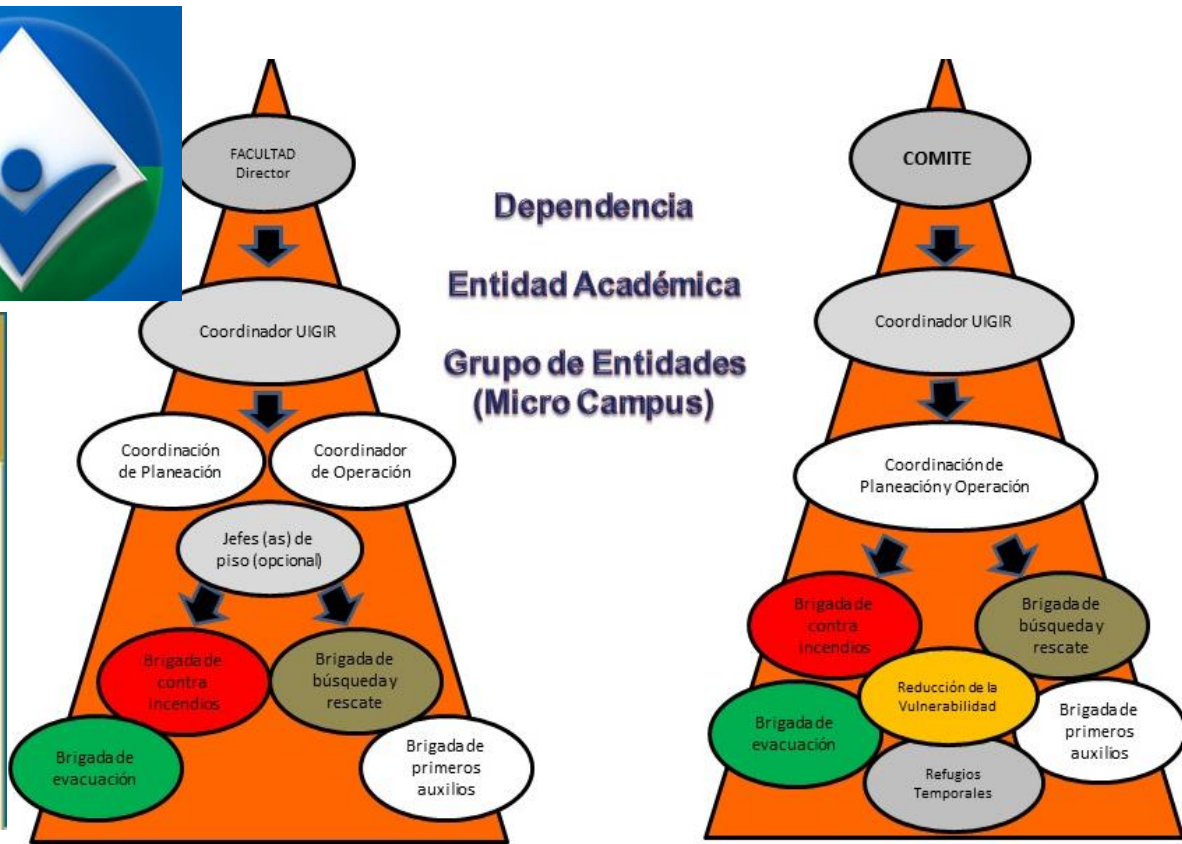 FACULTAD
Director
Coordinador UIGIR
Coordinación
de Planeación
Coordinador
de Operación
Jefes (as) de
piso (opcional)
Brigada de
contra
incendios
Brigada de
búsqueda y
rescate
Brigada de
evacuación
Brigada de
primeros
auxilios
Dependencia
Entidad Académica
Grupo de Entidades
(Micro Campus)
COMITE
Coordinador UIGIR
Coordinación de
Planeación y Operación
Brigada de
contra
incendios
Brigada de
búsqueda y
rescate
Reducción de la
Vulnerabilidad
Brigada de
evacuación
Brigada de
primeros
auxilios
Refugios
Temporales